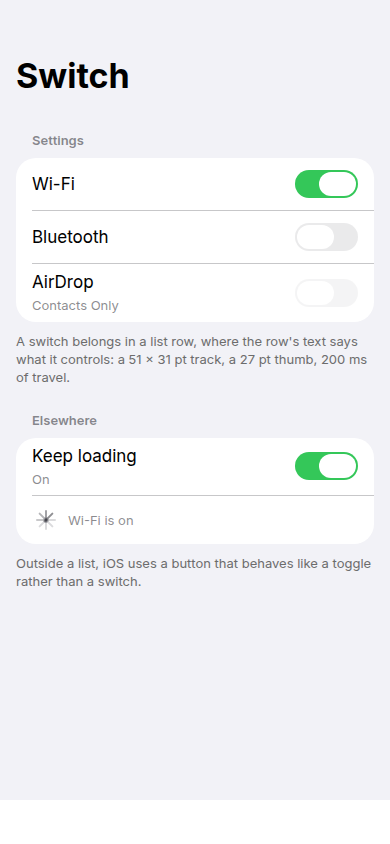 Switch
Settings
Wi-Fi
Bluetooth
AirDrop
Contacts Only
A switch belongs in a list row, where the row's text says
what it controls: a 51 × 31 pt track, a 27 pt thumb, 200 ms
of travel.
Elsewhere
Keep loading
On
Wi-Fi is on
Outside a list, iOS uses a button that behaves like a toggle
rather than a switch.